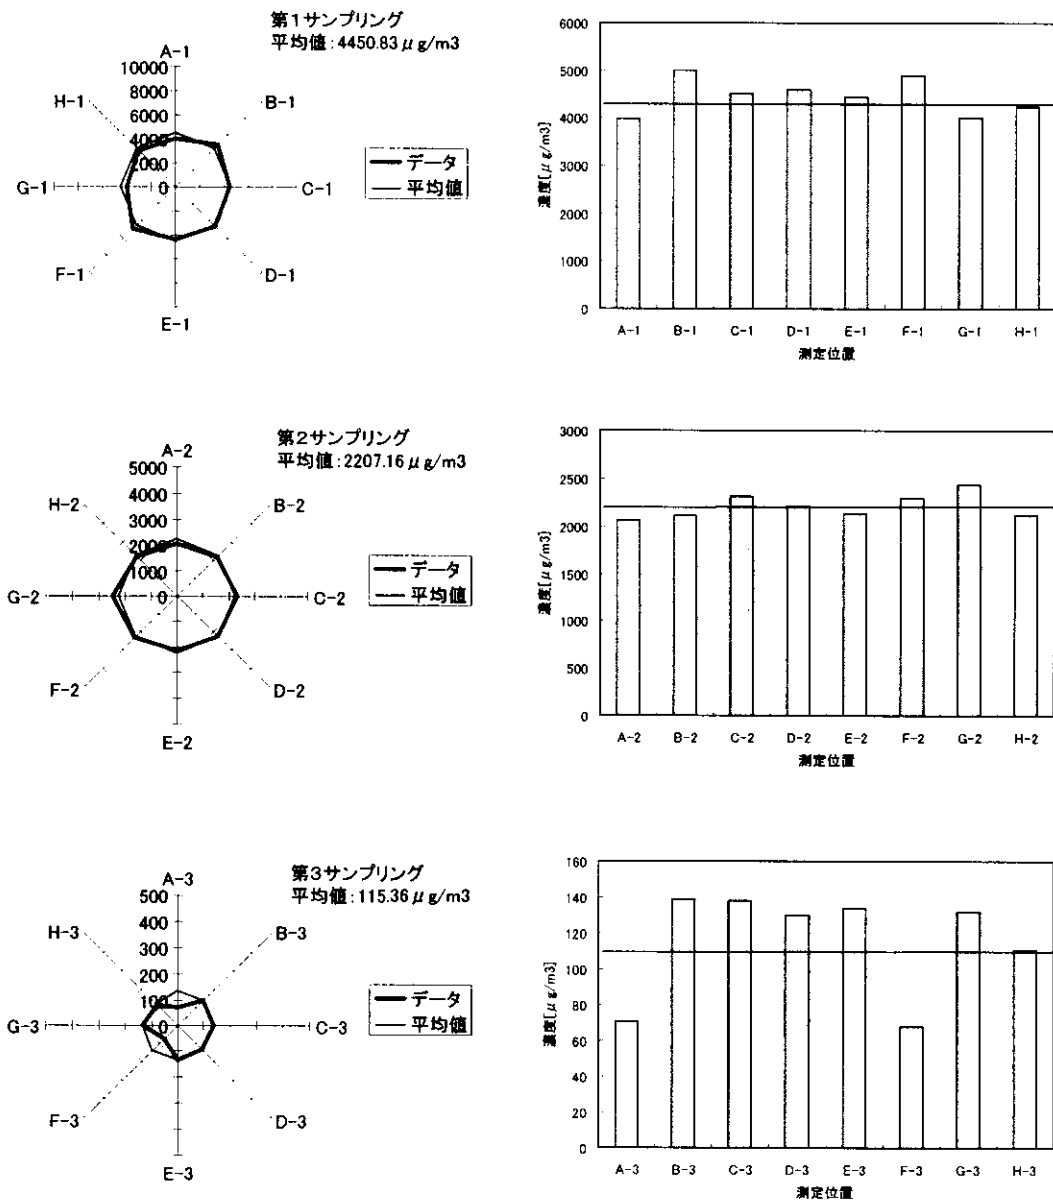 第1サンプリング
平均値:4450.83μg/m3
A-1
10000
8000
6000
4000
2000
0
H-1
B-1
G-1
C-1
F-1
D-1
E-1
データ
平均値
6000
5000
4000
3000
2000
1000
0
濃度[μg/m3]
A-1 B-1 C-1 D-1 E-1 F-1 G-1 H-1
測定位置
第2サンプリング
平均値:2207.16μg/m3
A-2
5000
4000
3000
2000
1000
0
H-2
B-2
G-2
C-2
F-2
D-2
E-2
データ
平均値
3000
2500
2000
1500
1000
500
0
濃度[μg/m3]
A-2 B-2 C-2 D-2 E-2 F-2 G-2 H-2
測定位置
第3サンプリング
平均値:115.36μg/m3
A-3
500
400
300
200
100
0
H-3
B-3
G-3
C-3
F-3
D-3
E-3
データ
平均値
160
140
120
100
80
60
40
20
0
濃度[μg/m3]
A-3 B-3 C-3 D-3 E-3 F-3 G-3 H-3
測定位置